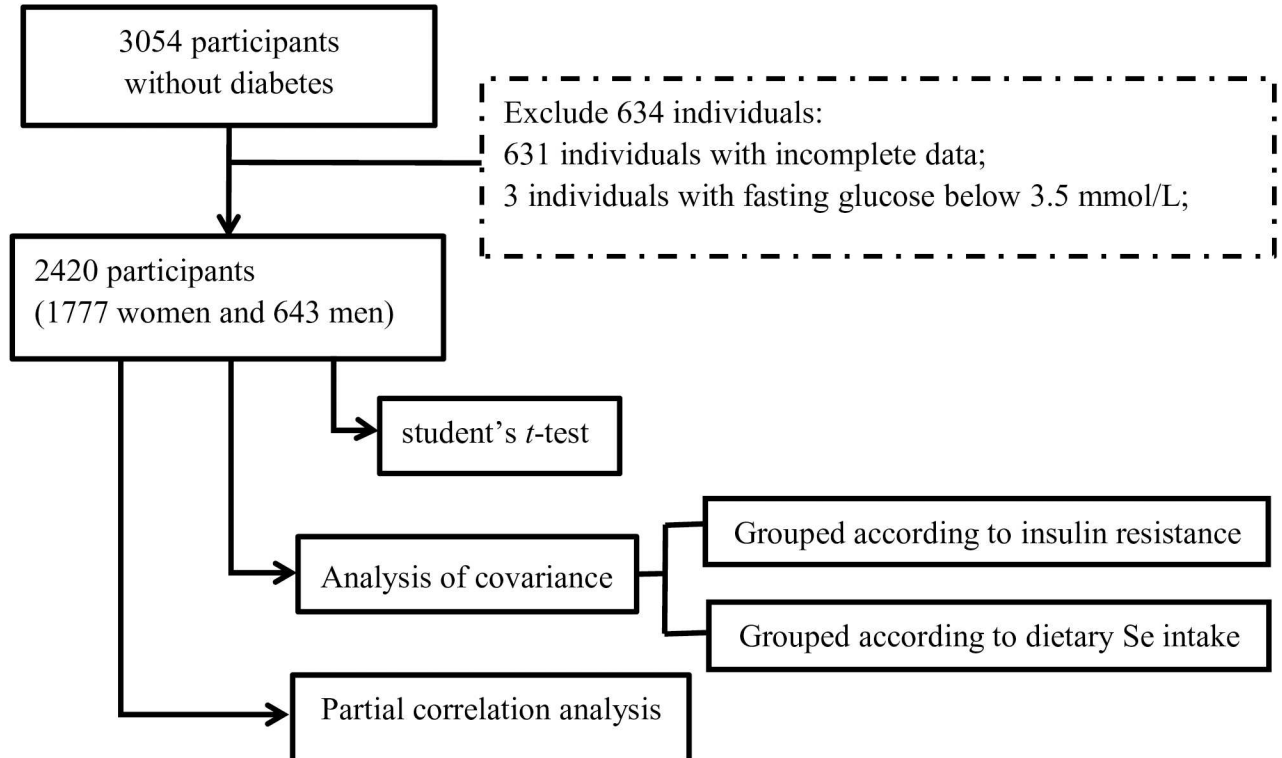 3054 participants
without diabetes
Exclude 634 individuals:
631 individuals with incomplete data;
3 individuals with fasting glucose below 3.5 mmol/L;
2420 participants
(1777 women and 643 men)
student’s t-test
Analysis of covariance
Grouped according to insulin resistance
Grouped according to dietary Se intake
Partial correlation analysis